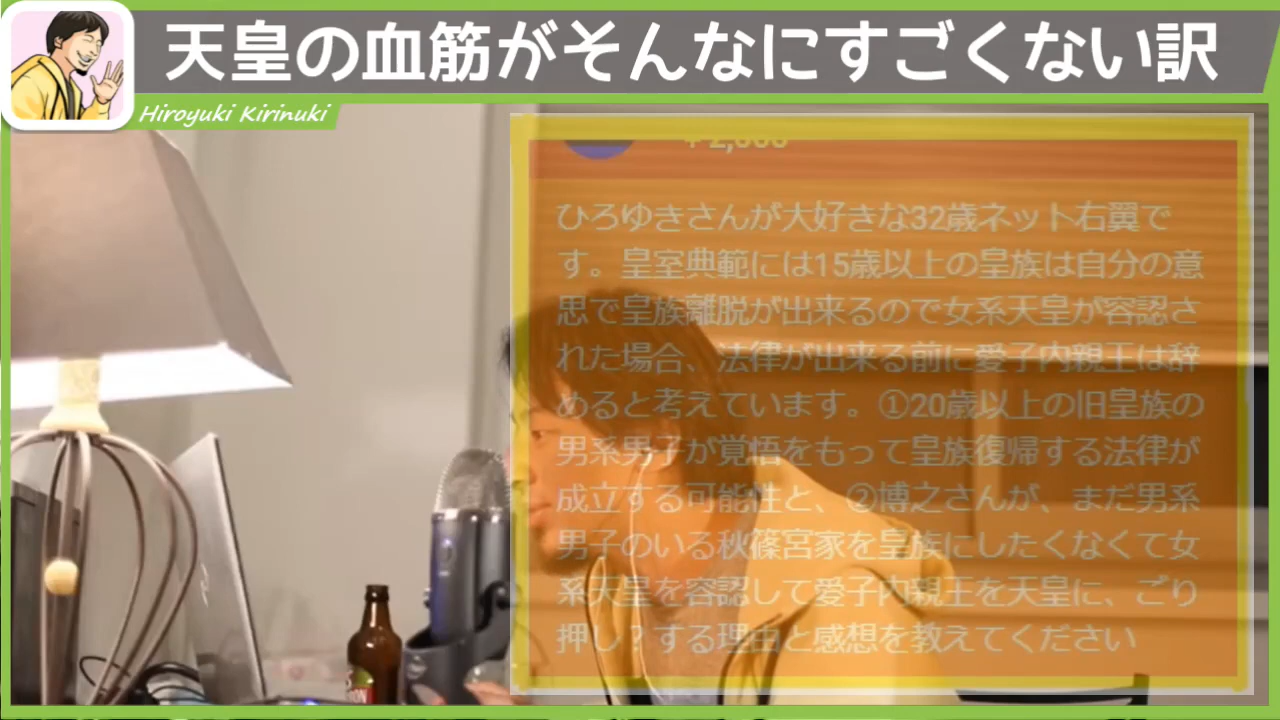 天皇の血筋がそんなにすごくない訳
Hiroyuki Kirinuki
¥2,000
ひろゆきさんが大好きな32歳ネット右翼で
す。皇室典範には15歳以上の皇族は自分の意
思で皇族離脱が出来るので女系天皇が容認さ
れた場合、法律が出来る前に愛子内親王は辞
めると考えています。①20歳以上の旧皇族の
男系男子が覚悟をもって皇族復帰する法律が
成立する可能性と、②博之さんが、まだ男系
男子のいる秋篠宮家を皇族にしたくなくて女
系天皇を容認して愛子内親王を天皇に、ごり
押し？する理由と感想を教えてください